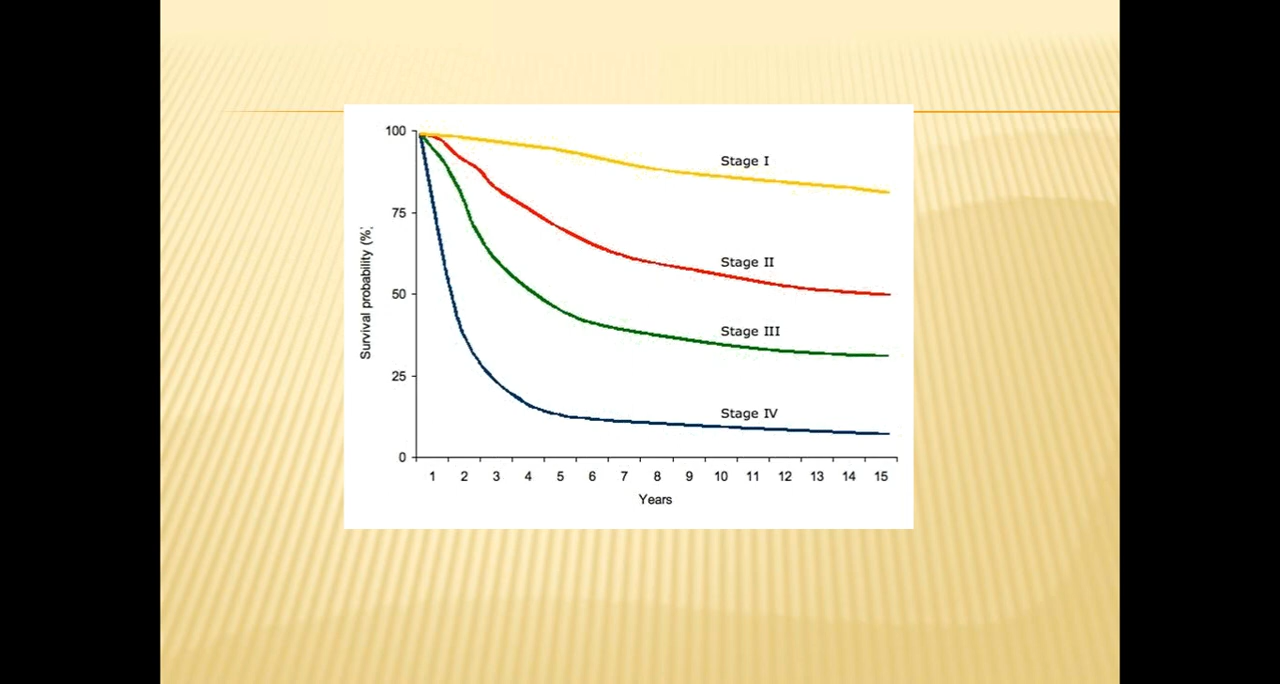 100
Stage I
75
Survival probability (%)
Stage II
50
Stage III
25
Stage IV
0
1 2 3 4 5 6 7 8 9 10 11 12 13 14 15
Years